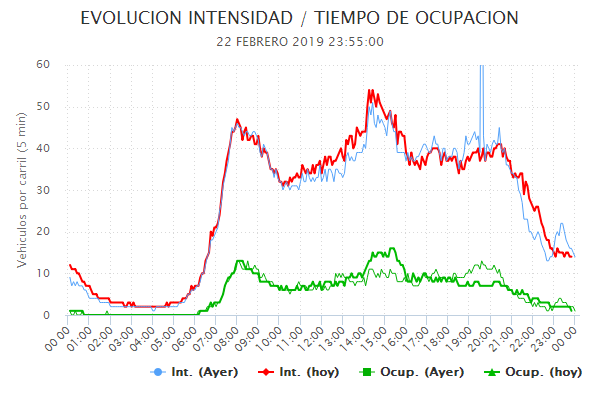 EVOLUCION INTENSIDAD / TIEMPO DE OCUPACION
22 FEBRERO 2019 23:55:00
Vehiculos por carril (5 min)
60
50
40
30
20
10
0
00:00 01:00 02:00 03:00 04:00 05:00 06:00 07:00 08:00 09:00 10:00 11:00 12:00 13:00 14:00 15:00 16:00 17:00 18:00 19:00 20:00 21:00 22:00 23:00 00:00
Int. (Ayer) Int. (hoy) Ocup. (Ayer) Ocup. (hoy)